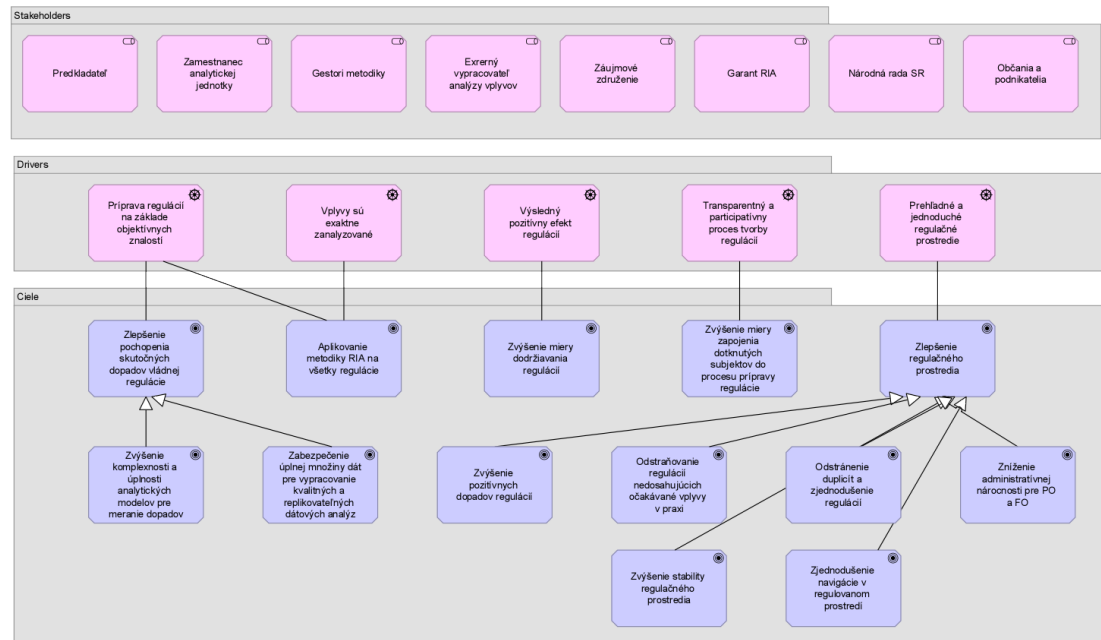 Stakeholders
Predkladateľ
Zamestnanec
analytickej
jednotky
Gestori metodiky
Exrerný
vypracovateľ
analýzy vplyvov
Záujmové
združenie
Garant RIA
Národná rada SR
Občania a
podnikatelia
Drivers
Príprava regulácií
na základe
objektívnych
znalostí
Vplyvy sú
exaktne
zanalyzované
Výsledný
pozitívny efekt
regulácií
Transparentný a
participatívny
proces tvorby
regulácií
Prehľadné a
jednoduché
regulačné
prostredie
Ciele
Zlepšenie
pochopenia
skutočných
dopadov vládnej
regulácie
Aplikovanie
metodiky RIA na
všetky regulácie
Zvýšenie miery
dodržiavania
regulácií
Zvýšenie miery
zapojenia
dotknutých
subjektov do
procesu prípravy
regulácie
Zlepšenie
regulačného
prostredia
Zvýšenie
komplexnosti a
úplnosti
analytických
modelov pre
meranie dopadov
Zabezpečenie
úplnej množiny dát
pre vypracovanie
kvalitných a
replikovateľných
dátových analýz
Zvýšenie
pozitívnych
dopadov regulácií
Odstraňovanie
regulácií
nedosahujúcich
očakávané vplyvy
v praxi
Odstránenie
duplicít a
zjednodušenie
regulácií
Zníženie
administratívnej
nárocnosti pre PO
a FO
Zvýšenie stability
regulačného
prostredia
Zjednodušenie
navigácie v
regulovanom
prostredí